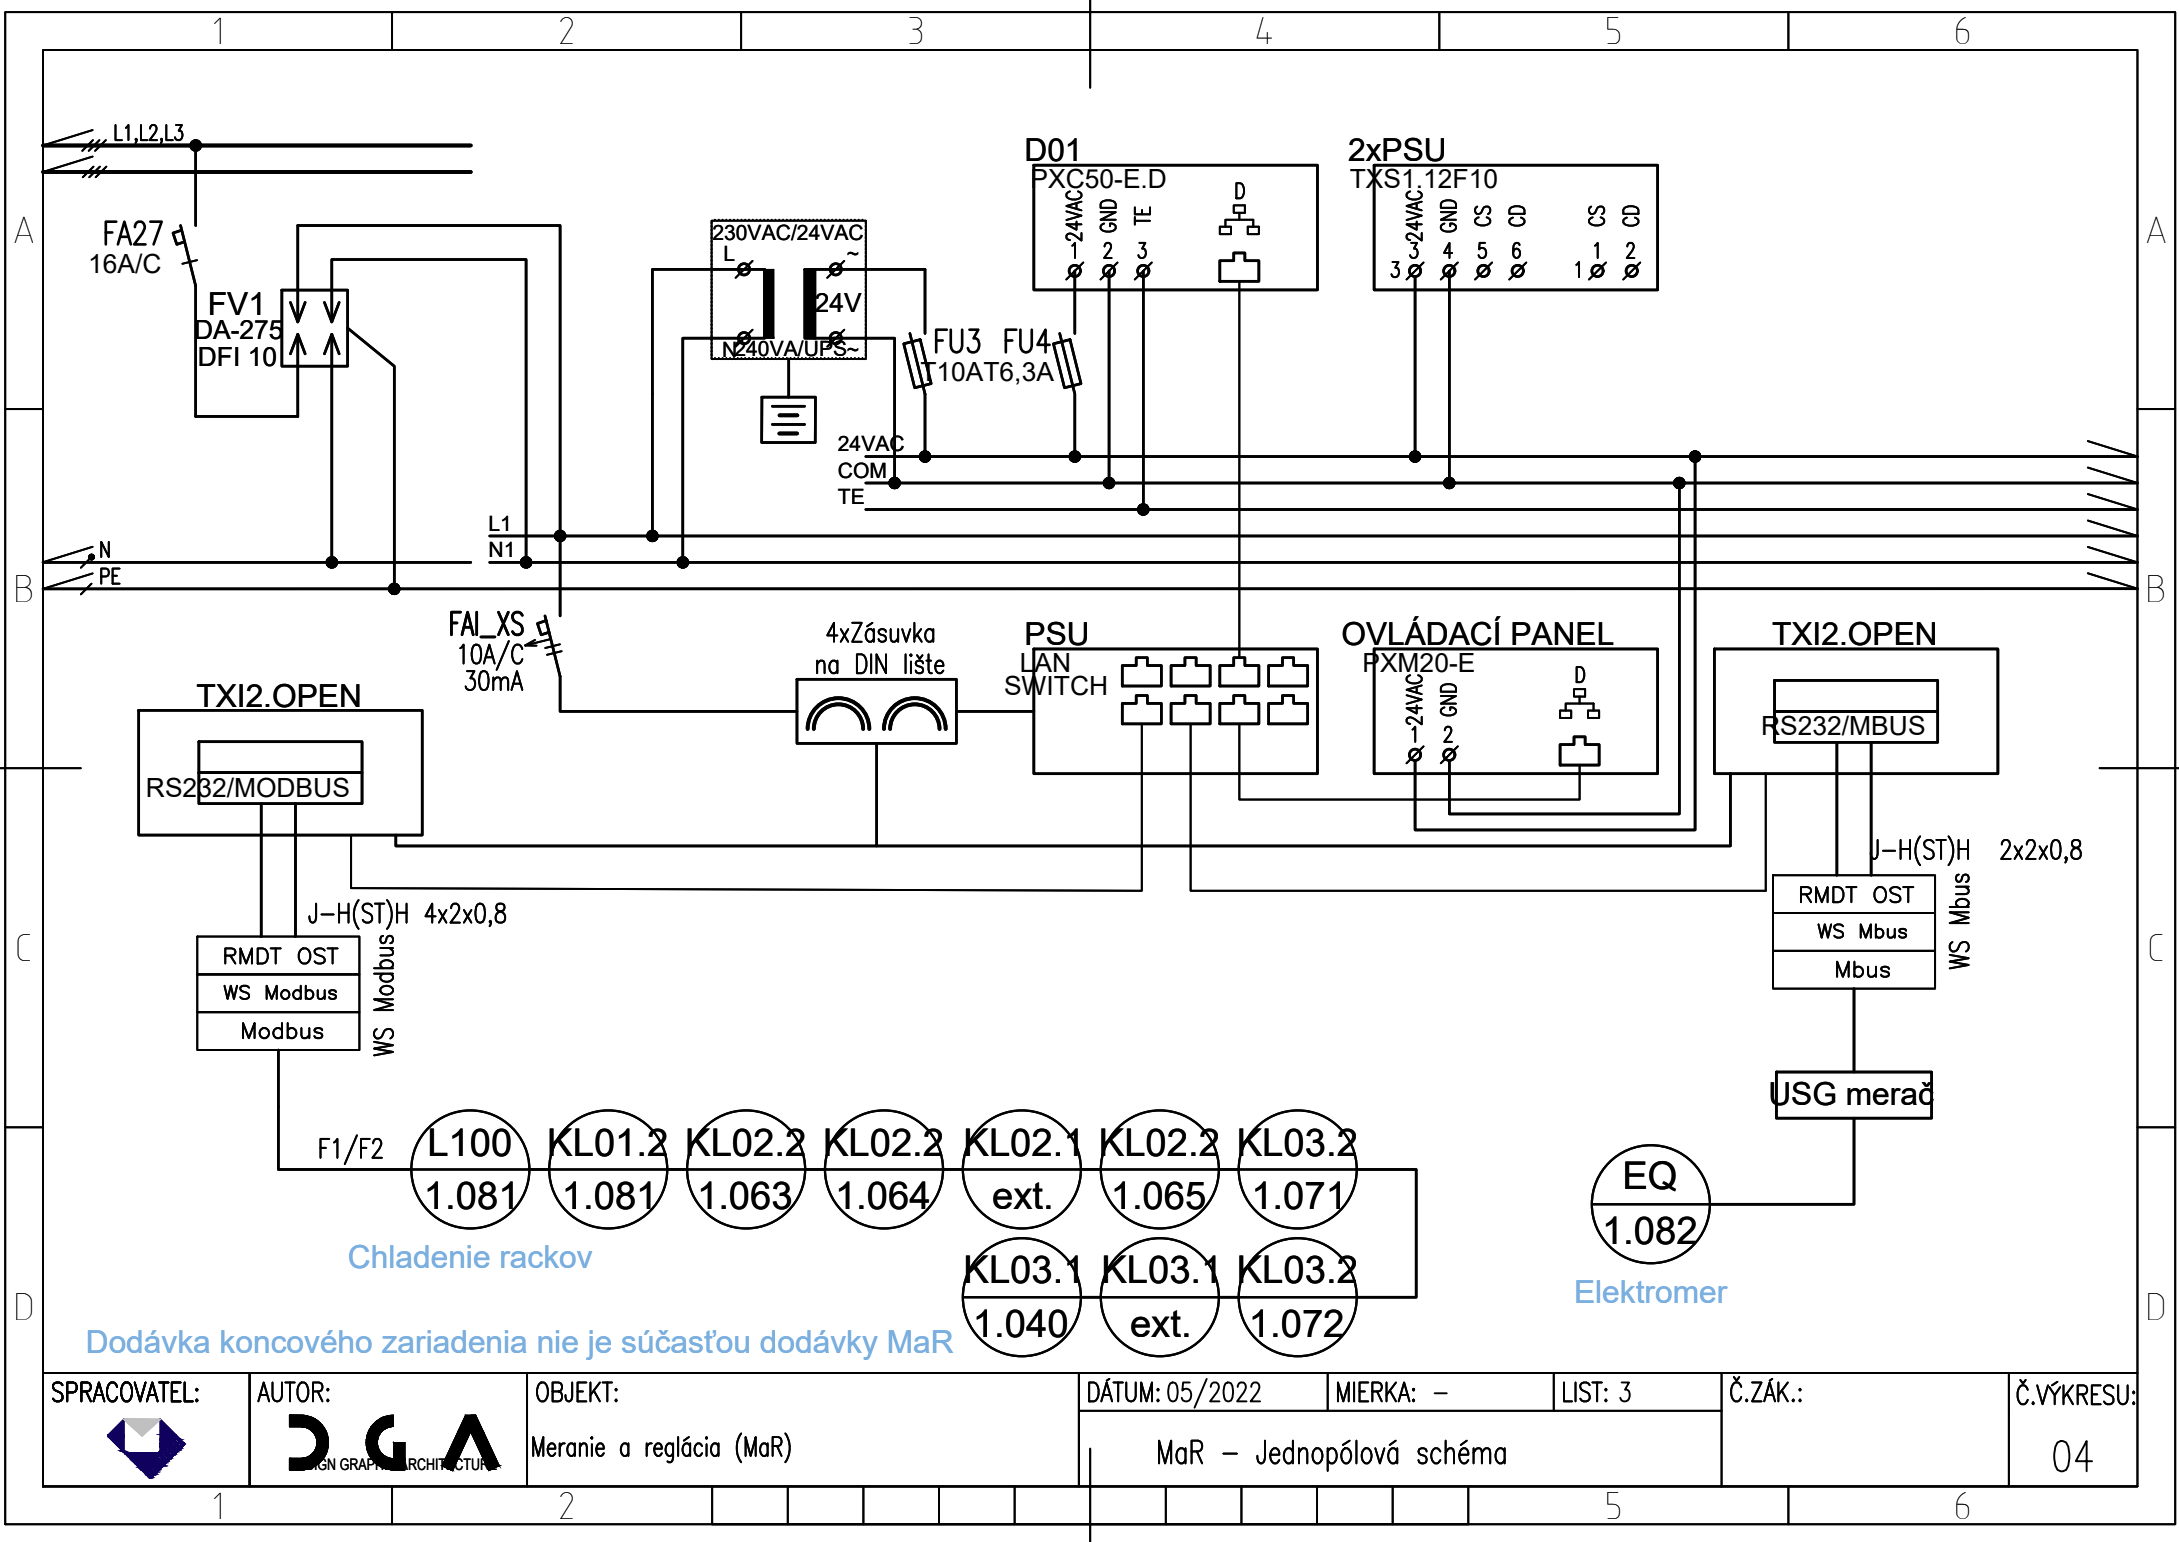 1 2 3 4 5 6
A A
B B
C C
D D
L1,L2,L3
FA27
16A/C
FV1
DA-275
DFI 10
230VAC/24VAC
L ~
24V
N 240VA/UPS ~
FU3 FU4
T10A T6,3A
D01
PXC50-E.D
24VAC GND TE D
1 2 3
2xPSU
TXS1.12F10
24VAC GND CS CD CS CD
3 4 5 6 1 2
3 1
24VAC
COM
TE
L1
N1
N
PE
FAI_XS
10A/C
30mA
4xZásuvka
na DIN lište
PSU
LAN
SWITCH
OVLÁDACÍ PANEL
PXM20-E
24VAC GND D
1 2
TXI2.OPEN
RS232/MBUS
TXI2.OPEN
RS232/MODBUS
J-H(ST)H 2x2x0,8
RMDT OST
WS Mbus
Mbus
WS Mbus
J-H(ST)H 4x2x0,8
RMDT OST
WS Modbus
Modbus
WS Modbus
USG merač
F1/F2
L100 KL01.2 KL02.2 KL02.2 KL02.1 KL02.2 KL03.2
1.081 1.081 1.063 1.064 ext. 1.065 1.071
EQ
1.082
Elektromer
Chladenie rackov
KL03.1 KL03.1 KL03.2
1.040 ext. 1.072
Dodávka koncového zariadenia nie je súčasťou dodávky MaR
SPRACOVATEL:
AUTOR:
DGA
OBJEKT:
Meranie a reglácia (MaR)
DÁTUM: 05/2022
MIERKA: -
LIST: 3
MaR - Jednopólová schéma
Č.ZÁK.:
Č.VÝKRESU:
04
1 2 5 6